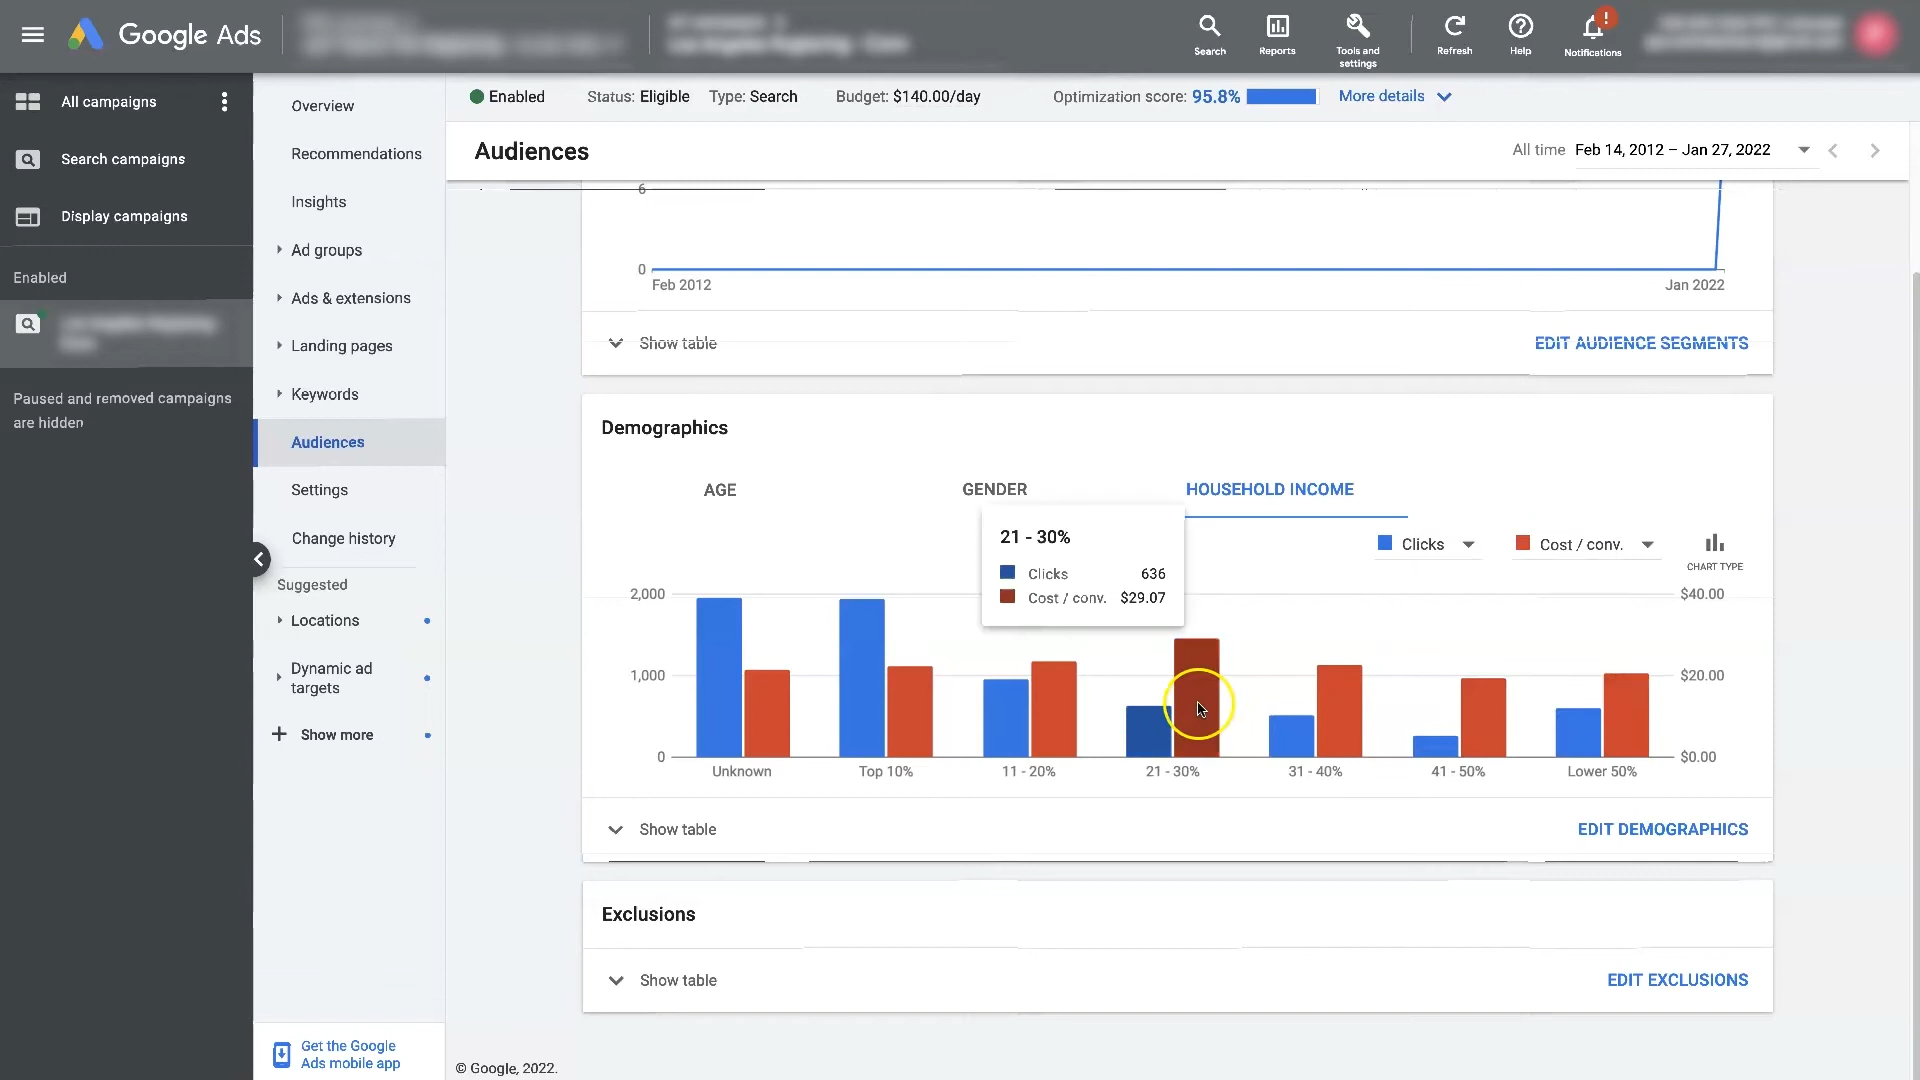 Google Ads
Search
Reports
Tools and
settings
Refresh
Help
!
Notifications
All campaigns
Search campaigns
Display campaigns
Enabled
Paused and removed campaigns
are hidden
Overview
Recommendations
Insights
Ad groups
Ads & extensions
Landing pages
Keywords
Audiences
Settings
Change history
Suggested
Locations
Dynamic ad
targets
+ Show more
Get the Google
Ads mobile app
Enabled Status: Eligible Type: Search Budget: $140.00/day Optimization score: 95.8% More details
Audiences
All time Feb 14, 2012 – Jan 27, 2022
6
0
Feb 2012 Jan 2022
Show table EDIT AUDIENCE SEGMENTS
Demographics
AGE GENDER HOUSEHOLD INCOME
21 - 30%
Clicks 636
Cost / conv. $29.07
Clicks Cost / conv.
CHART TYPE
2,000 $40.00
1,000 $20.00
0 $0.00
Unknown Top 10% 11 - 20% 21 - 30% 31 - 40% 41 - 50% Lower 50%
Show table EDIT DEMOGRAPHICS
Exclusions
Show table EDIT EXCLUSIONS
© Google, 2022.